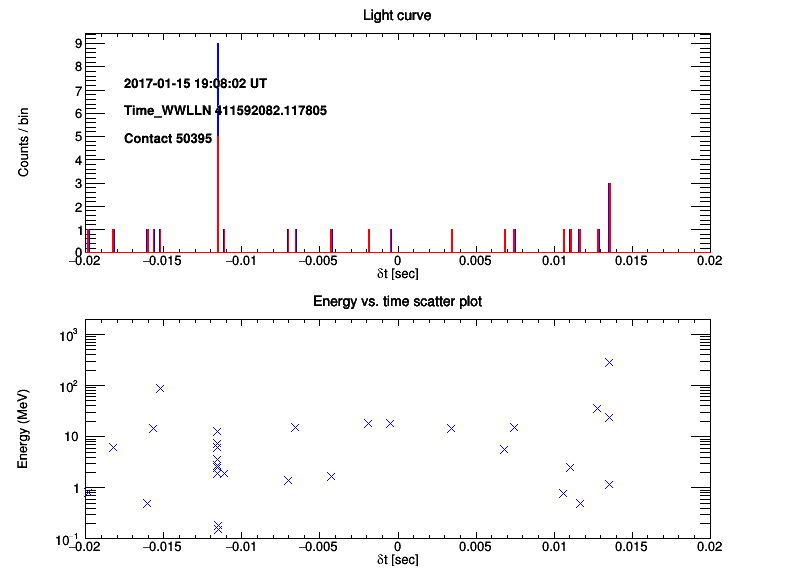 Light curve
Counts / bin
9
8
7
6
5
4
3
2
1
0
2017-01-15 19:08:02 UT
Time_WWLLN 411592082.117805
Contact 50395
−0.02 −0.015 −0.01 −0.005 0 0.005 0.01 0.015 0.02
δt [sec]
Energy vs. time scatter plot
Energy (MeV)
10³
10²
10
1
10⁻¹
−0.02 −0.015 −0.01 −0.005 0 0.005 0.01 0.015 0.02
δt [sec]